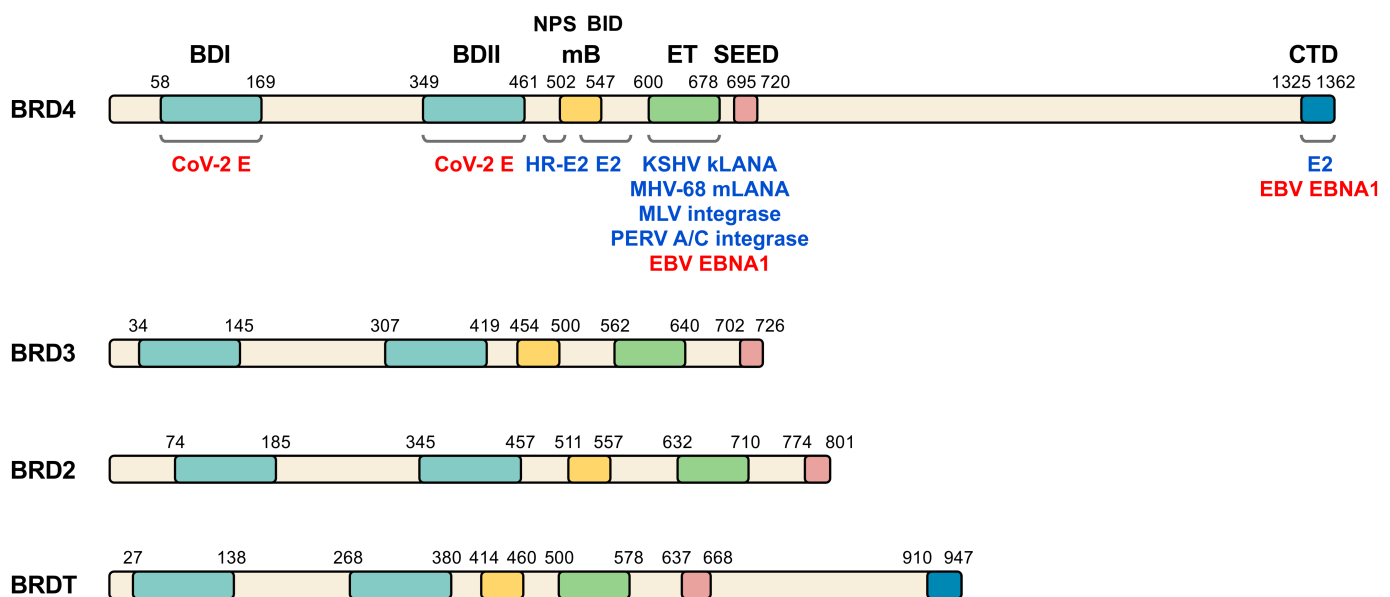 NPS BID
BDI BDII mB ET SEED CTD
58 169 349 461 502 547 600 678 695 720 1325 1362
BRD4
CoV-2 E CoV-2 E HR-E2 E2 KSHV kLANA E2
MHV-68 mLANA EBV EBNA1
MLV integrase
PERV A/C integrase
EBV EBNA1
34 145 307 419 454 500 562 640 702 726
BRD3
74 185 345 457 511 557 632 710 774 801
BRD2
27 138 268 380 414 460 500 578 637 668 910 947
BRDT